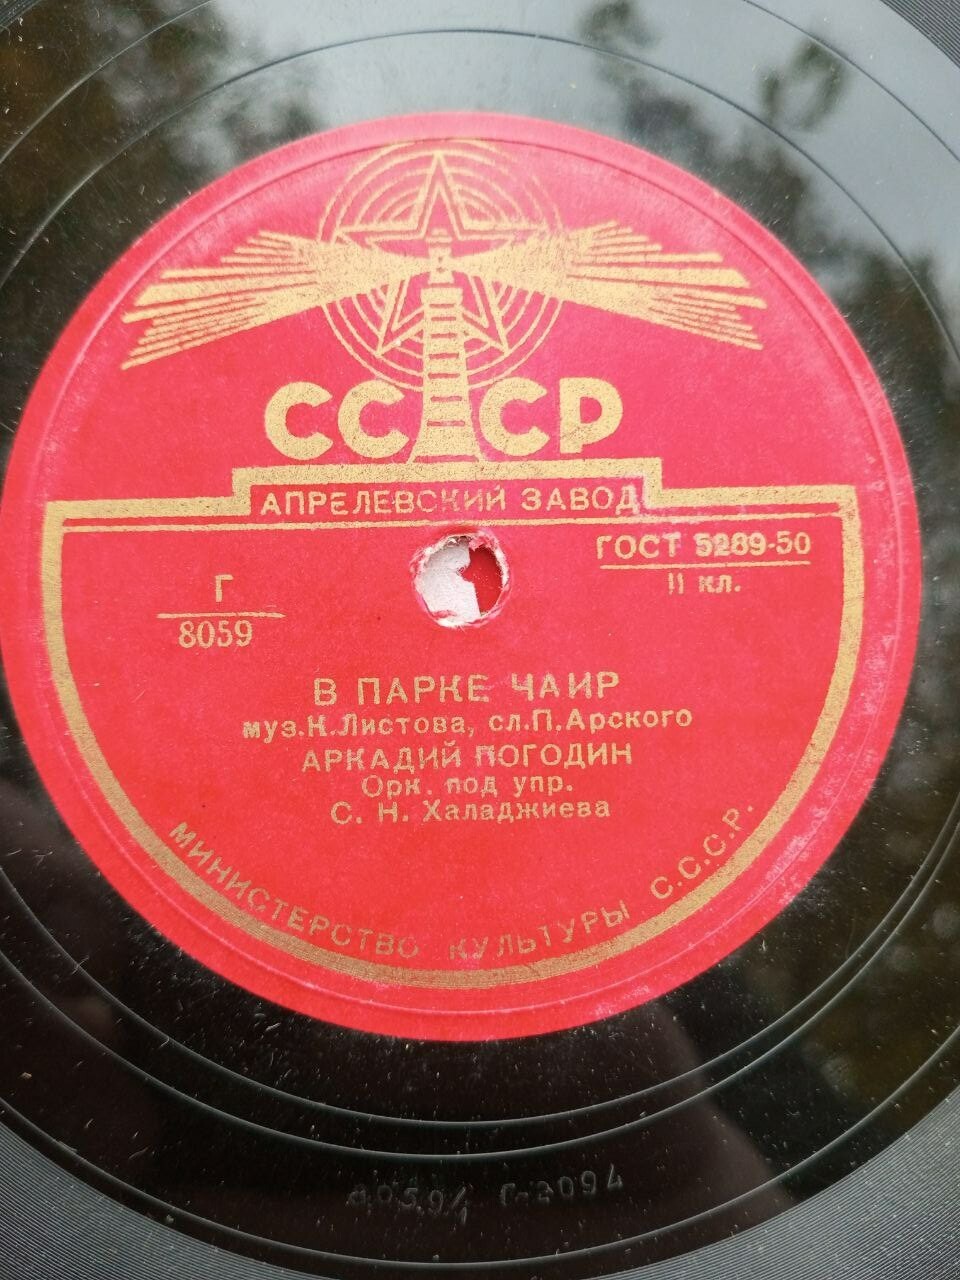 СССР
АПРЕЛЕВСКИЙ ЗАВОД
ГОСТ 5289-50
II кл.
Г
8059
В ПАРКЕ ЧАИР
муз.К.Листова, сл.П.Арского
АРКАДИЙ ПОГОДИН
Орк. под упр.
С. Н. Халаджиева
МИНИСТЕРСТВО КУЛЬТУРЫ С.С.С.Р.